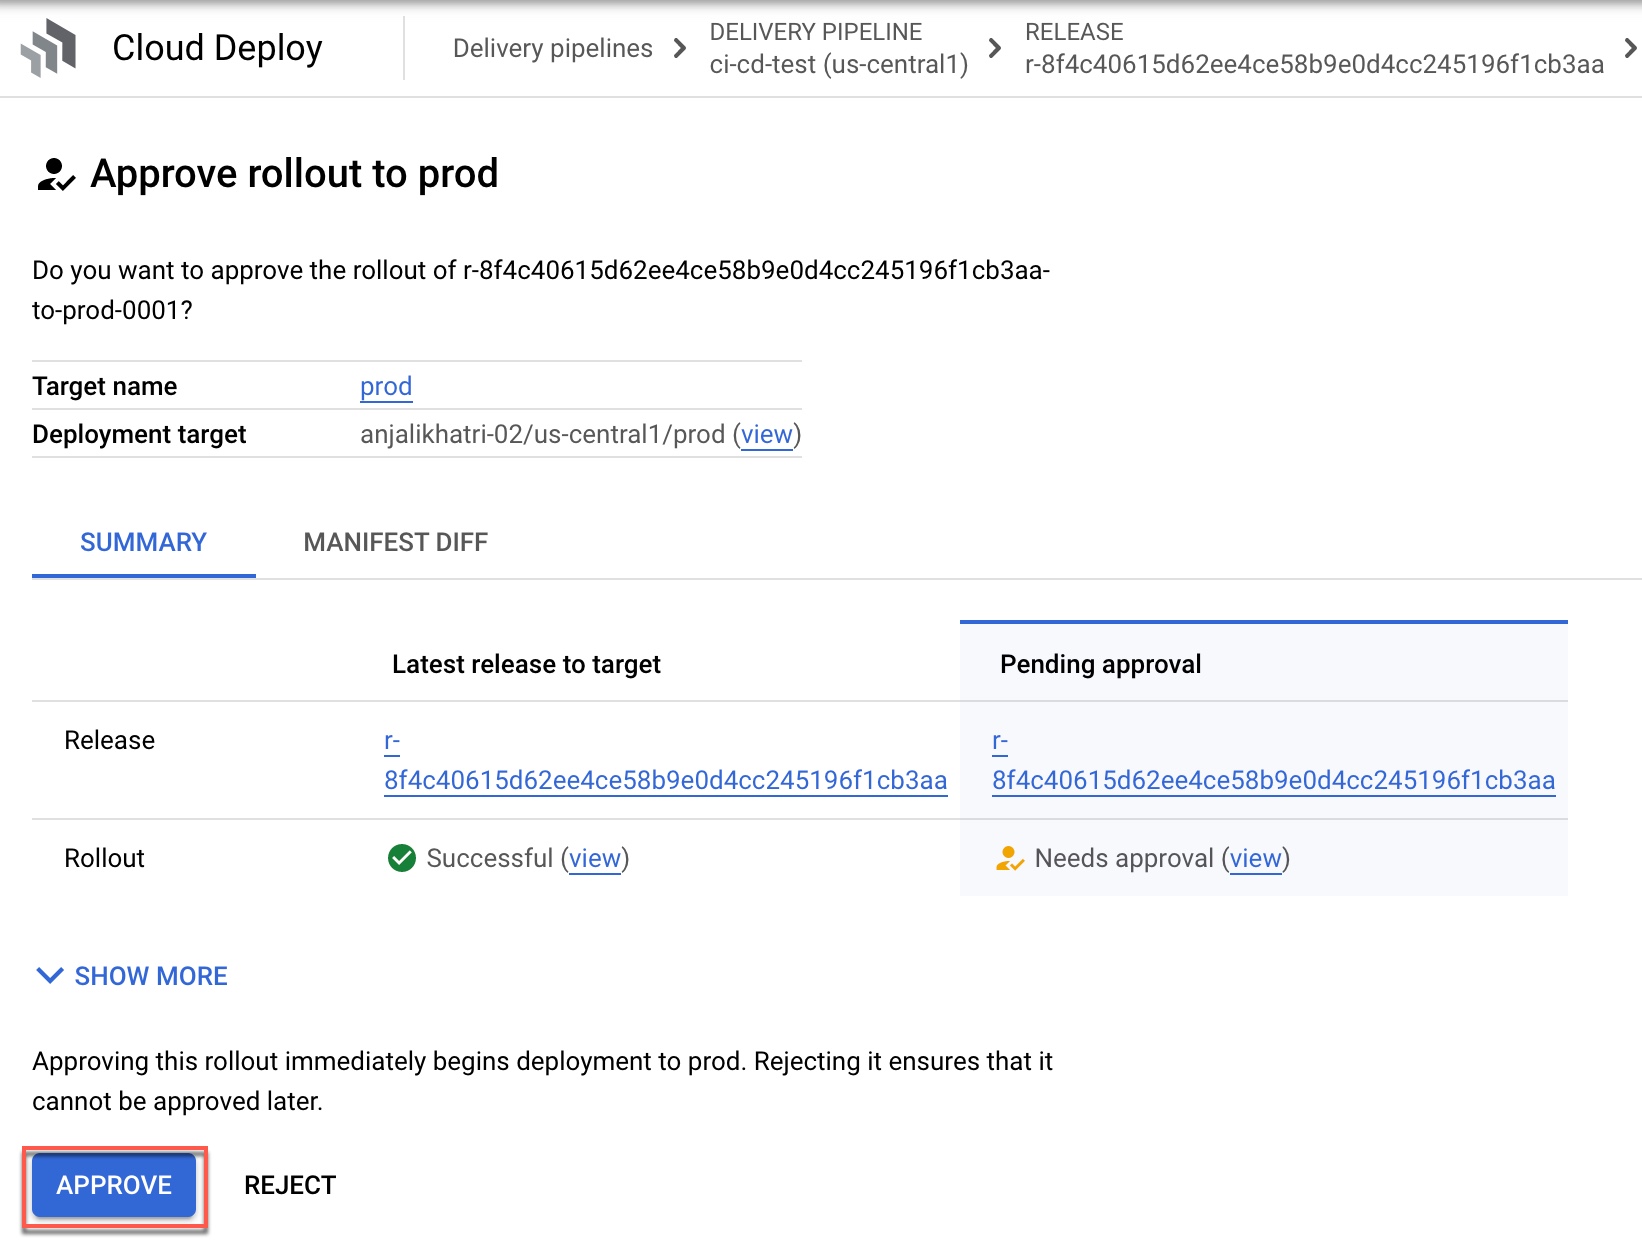 Cloud Deploy
Delivery pipelines
DELIVERY PIPELINE
ci-cd-test (us-central1)
RELEASE
r-8f4c40615d62ee4ce58b9e0d4cc245196f1cb3aa
Approve rollout to prod
Do you want to approve the rollout of r-8f4c40615d62ee4ce58b9e0d4cc245196f1cb3aa-
to-prod-0001?
Target name prod
Deployment target anjalikhatri-02/us-central1/prod (view)
SUMMARY MANIFEST DIFF
Latest release to target Pending approval
Release r- r-
8f4c40615d62ee4ce58b9e0d4cc245196f1cb3aa 8f4c40615d62ee4ce58b9e0d4cc245196f1cb3aa
Rollout Successful (view) Needs approval (view)
SHOW MORE
Approving this rollout immediately begins deployment to prod. Rejecting it ensures that it
cannot be approved later.
APPROVE REJECT